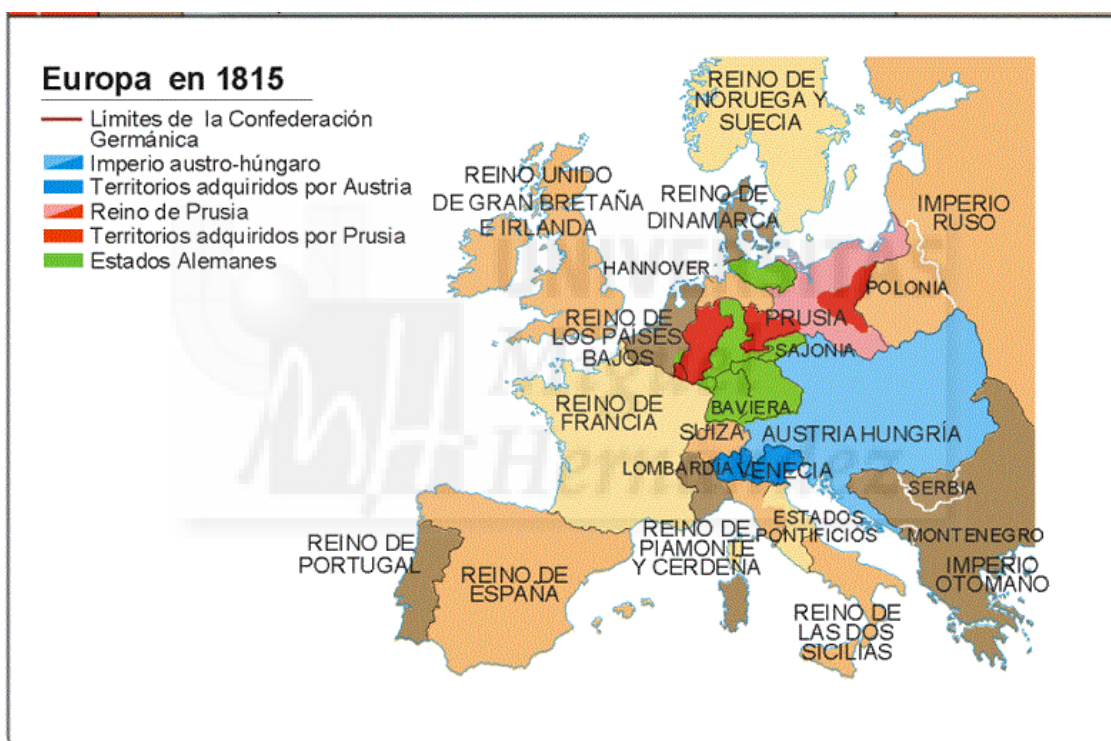 Europa en 1815
Límites de la Confederación
Germánica
Imperio austro-húngaro
Territorios adquiridos por Austria
Reino de Prusia
Territorios adquiridos por Prusia
Estados Alemanes
REINO DE
NORUEGA Y
SUECIA
REINO UNIDO
DE GRAN BRETAÑA
E IRLANDA
REINO DE
DINAMARCA
IMPERIO
RUSO
HANNOVER
POLONIA
REINO DE
LOS PAÍSES
BAJOS
PRUSIA
SAJONIA
REINO DE
FRANCIA
BAVIERA
SUIZA
AUSTRIA HUNGRÍA
LOMBARDIA
VENECIA
SERBIA
ESTADOS
PONTIFICIOS
MONTENEGRO
REINO DE
PIAMONTE
Y CERDEÑA
IMPERIO
OTOMANO
REINO DE
PORTUGAL
REINO DE
ESPAÑA
REINO DE
LAS DOS
SICILIAS